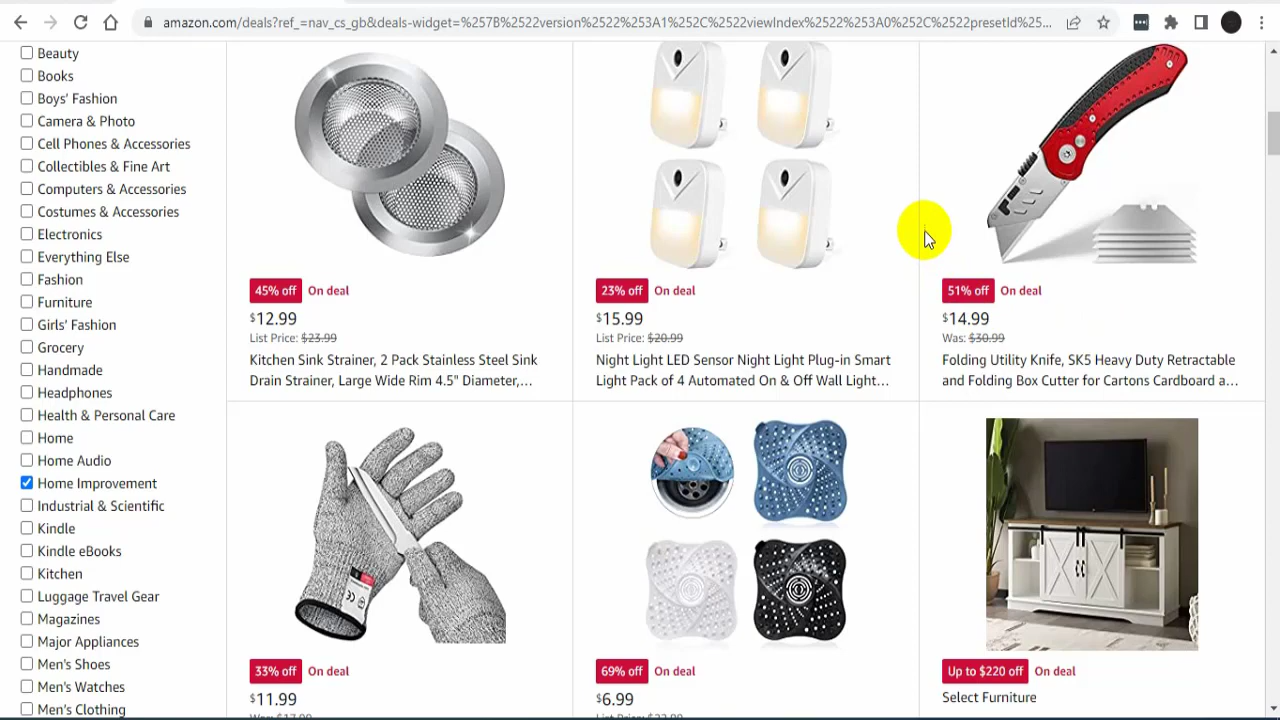 amazon.com/deals?ref_=nav_cs_gb&deals-widget=%257B%2522version%2522%253A1%252C%2522viewIndex%2522%253A0%252C%2522presetId%25...
Beauty
Books
Boys' Fashion
Camera & Photo
Cell Phones & Accessories
Collectibles & Fine Art
Computers & Accessories
Costumes & Accessories
Electronics
Everything Else
Fashion
Furniture
Girls' Fashion
Grocery
Handmade
Headphones
Health & Personal Care
Home
Home Audio
Home Improvement
Industrial & Scientific
Kindle
Kindle eBooks
Kitchen
Luggage Travel Gear
Magazines
Major Appliances
Men's Shoes
Men's Watches
Men's Clothing
45% off On deal
$12.99
List Price: $23.99
Kitchen Sink Strainer, 2 Pack Stainless Steel Sink
Drain Strainer, Large Wide Rim 4.5" Diameter,...
23% off On deal
$15.99
List Price: $20.99
Night Light LED Sensor Night Light Plug-in Smart
Light Pack of 4 Automated On & Off Wall Light...
51% off On deal
$14.99
Was: $30.99
Folding Utility Knife, SK5 Heavy Duty Retractable
and Folding Box Cutter for Cartons Cardboard a...
33% off On deal
$11.99
69% off On deal
$6.99
Up to $220 off On deal
Select Furniture